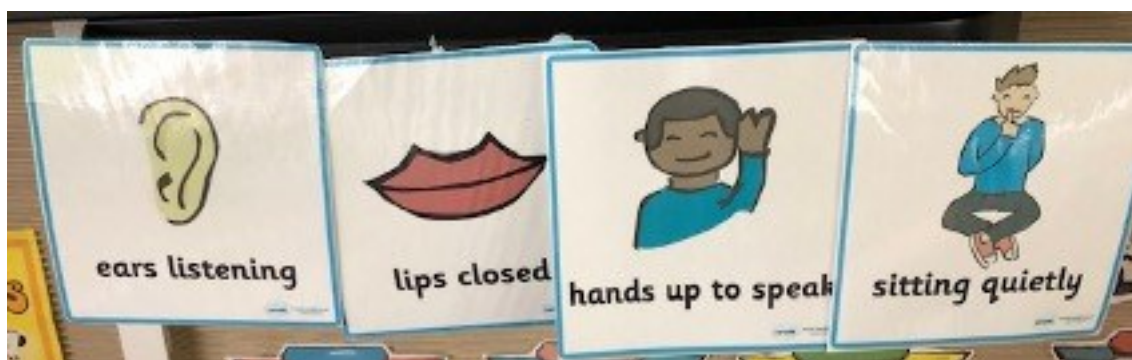 ears listening
lips closed
hands up to speak
sitting quietly